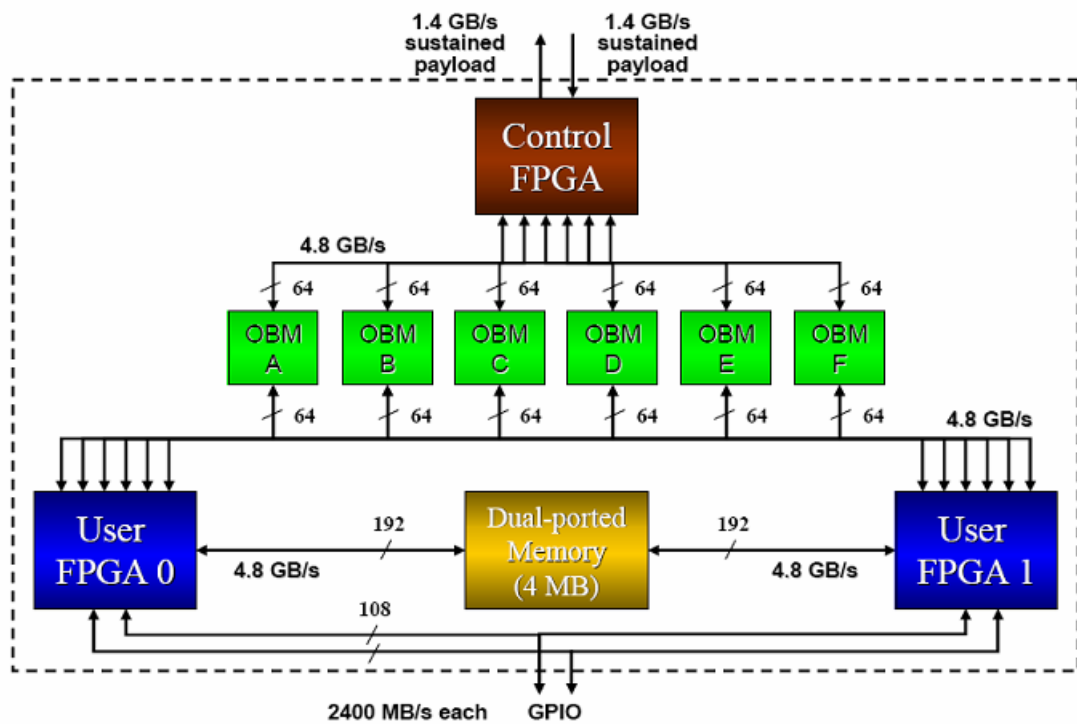 1.4 GB/s
sustained
payload
1.4 GB/s
sustained
payload
Control
FPGA
4.8 GB/s
64 64 64 64 64 64
OBM
A
OBM
B
OBM
C
OBM
D
OBM
E
OBM
F
64 64 64 64 64 64
4.8 GB/s
User
FPGA 0
192
4.8 GB/s
Dual-ported
Memory
(4 MB)
192
4.8 GB/s
User
FPGA 1
108
2400 MB/s each
GPIO